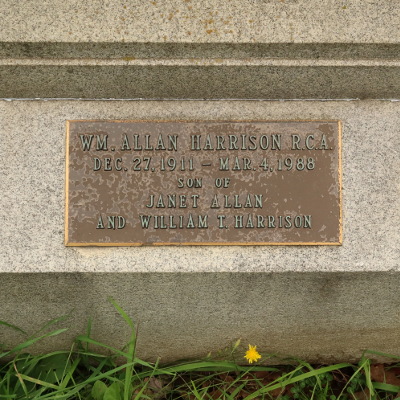 WM. ALLAN HARRISON R.C.A.
DEC. 27, 1911 – MAR. 4, 1988
SON OF
JANET ALLAN
AND WILLIAM T. HARRISON